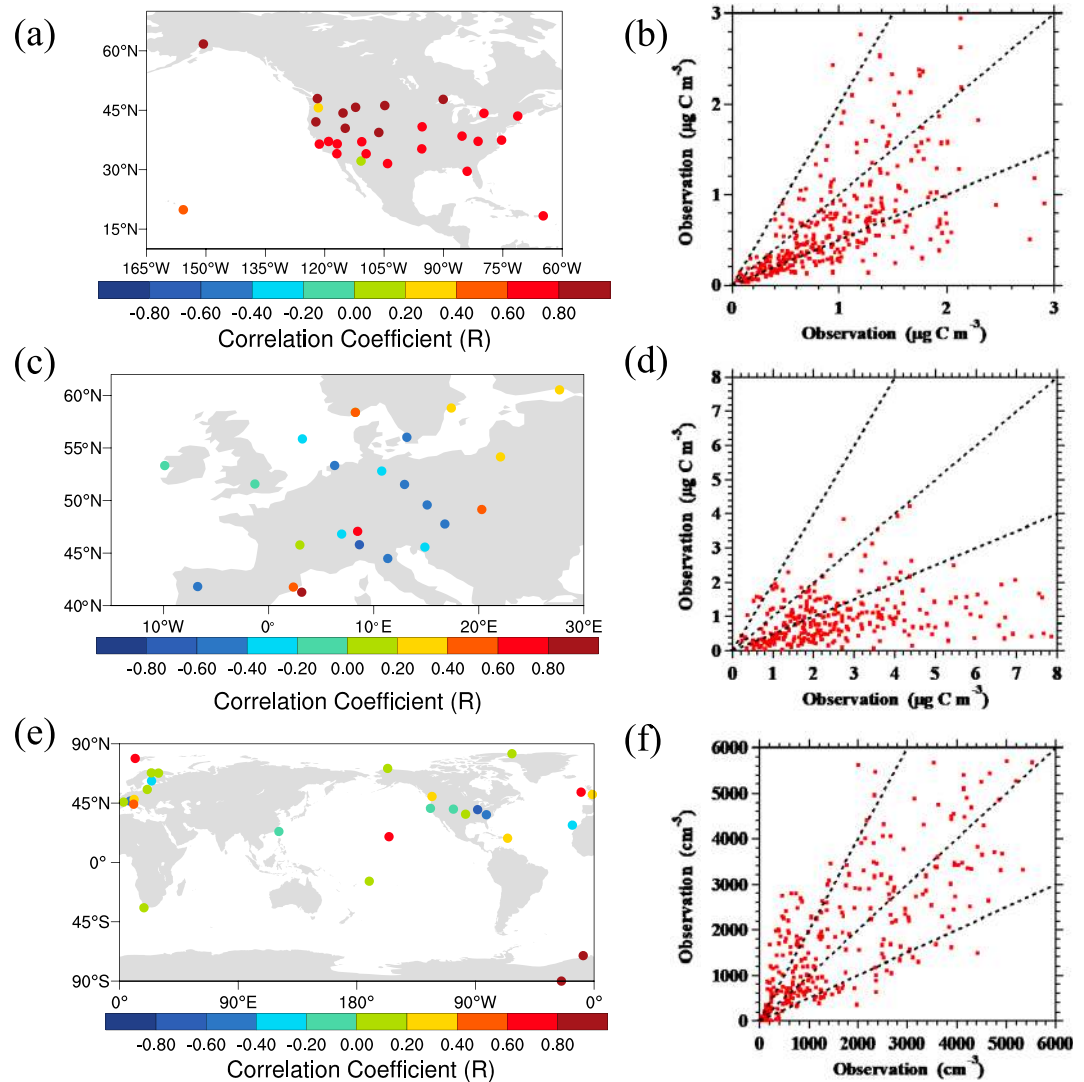 (a)
60°N
45°N
30°N
15°N
165°W 150°W 135°W 120°W 105°W 90°W 75°W 60°W
-0.80 -0.60 -0.40 -0.20 0.00 0.20 0.40 0.60 0.80
Correlation Coefficient (R)
(b)
3
2
1
0
0 1 2 3
Observation (µg C m⁻³)
Observation (µg C m⁻³)
(c)
60°N
55°N
50°N
45°N
40°N
10°W 0° 10°E 20°E 30°E
-0.80 -0.60 -0.40 -0.20 0.00 0.20 0.40 0.60 0.80
Correlation Coefficient (R)
(d)
8
7
6
5
4
3
2
1
0
0 1 2 3 4 5 6 7 8
Observation (µg C m⁻³)
Observation (µg C m⁻³)
(e)
90°N
45°N
0°
45°S
90°S
0° 90°E 180°W 90°W 0°
-0.80 -0.60 -0.40 -0.20 0.00 0.20 0.40 0.60 0.80
Correlation Coefficient (R)
(f)
6000
5000
4000
3000
2000
1000
0
0 1000 2000 3000 4000 5000 6000
Observation (cm⁻³)
Observation (cm⁻³)